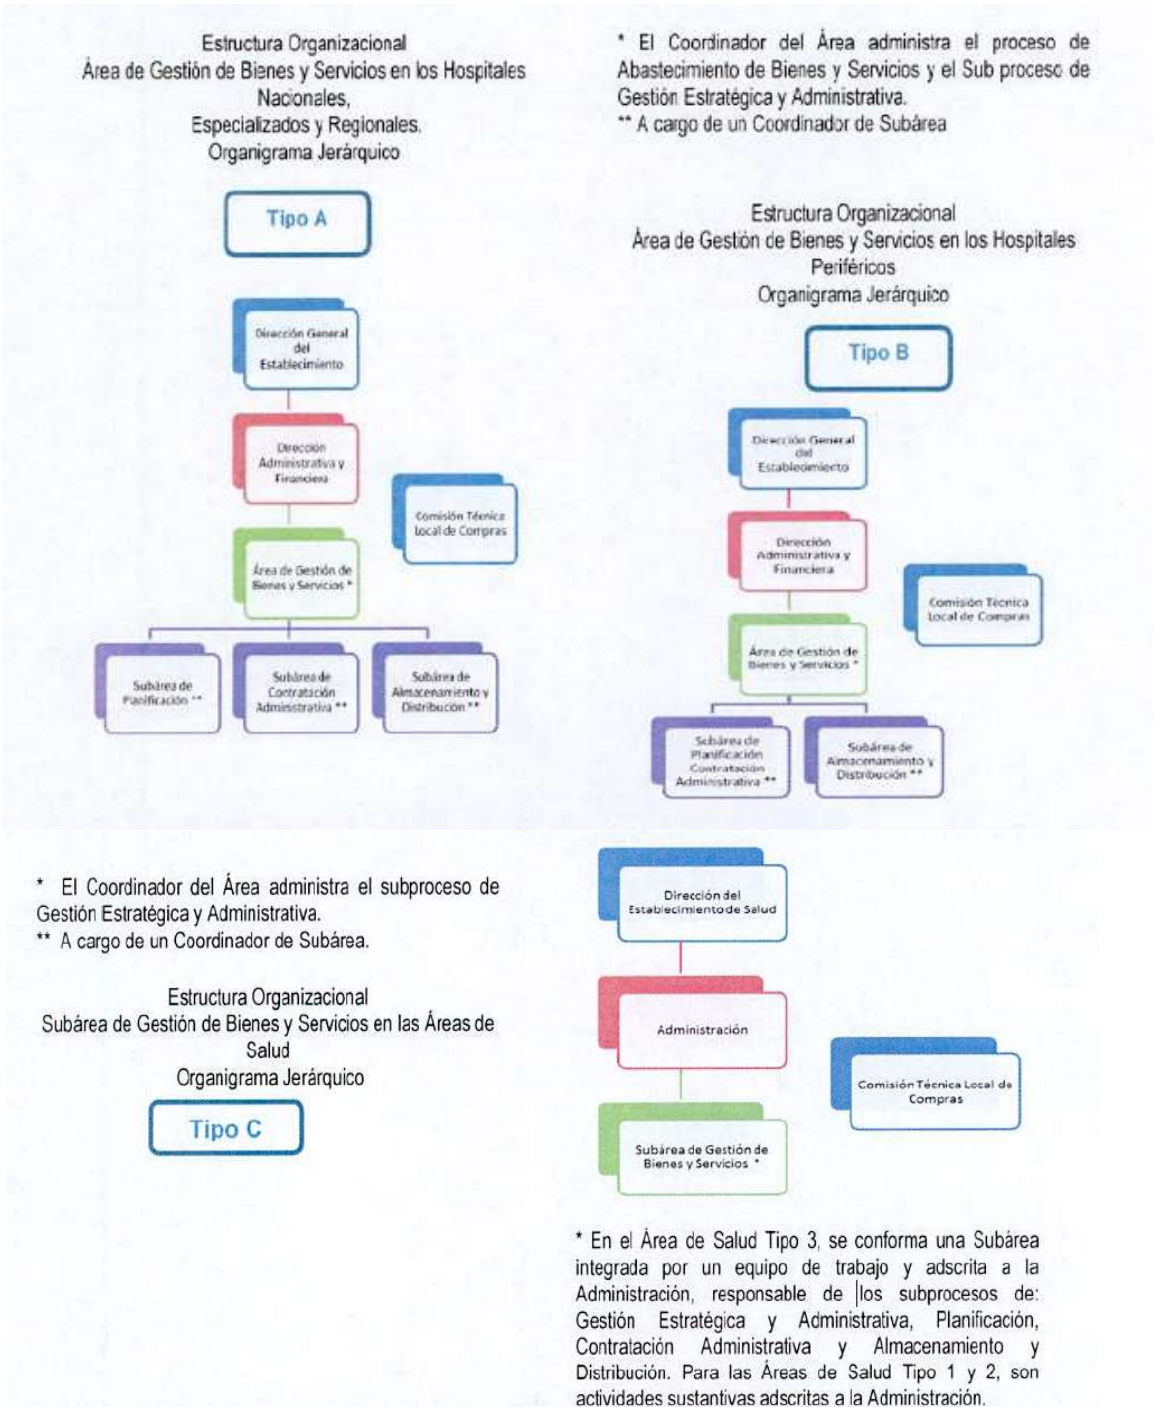 Estructura Organizacional
Área de Gestión de Bienes y Servicios en los Hospitales
Nacionales,
Especializados y Regionales.
Organigrama Jerárquico
Tipo A
Dirección General
del
Establecimiento
Dirección
Administrativa y
Financiera
Comisión Técnica
Local de Compras
Área de Gestión de
Bienes y Servicios *
Subárea de
Planificación **
Subárea de
Contratación
Administrativa **
Subárea de
Almacenamiento y
Distribución **
* El Coordinador del Área administra el proceso de
Abastecimiento de Bienes y Servicios y el Sub proceso de
Gestión Estratégica y Administrativa.
** A cargo de un Coordinador de Subárea
Estructura Organizacional
Área de Gestión de Bienes y Servicios en los Hospitales
Periféricos
Organigrama Jerárquico
Tipo B
Dirección General
del
Establecimiento
Dirección
Administrativa y
Financiera
Comisión Técnica
Local de Compras
Área de Gestión de
Bienes y Servicios *
Subárea de
Planificación
Contratación
Administrativa **
Subárea de
Almacenamiento y
Distribución **
* El Coordinador del Área administra el subproceso de
Gestión Estratégica y Administrativa.
** A cargo de un Coordinador de Subárea.
Estructura Organizacional
Subárea de Gestión de Bienes y Servicios en las Áreas de
Salud
Organigrama Jerárquico
Tipo C
Dirección del
Establecimiento de Salud
Administración
Comisión Técnica Local de
Compras
Subárea de Gestión de
Bienes y Servicios *
* En el Área de Salud Tipo 3, se conforma una Subárea
integrada por un equipo de trabajo y adscrita a la
Administración, responsable de los subprocesos de:
Gestión Estratégica y Administrativa, Planificación,
Contratación Administrativa y Almacenamiento y
Distribución. Para las Áreas de Salud Tipo 1 y 2, son
actividades sustantivas adscritas a la Administración.